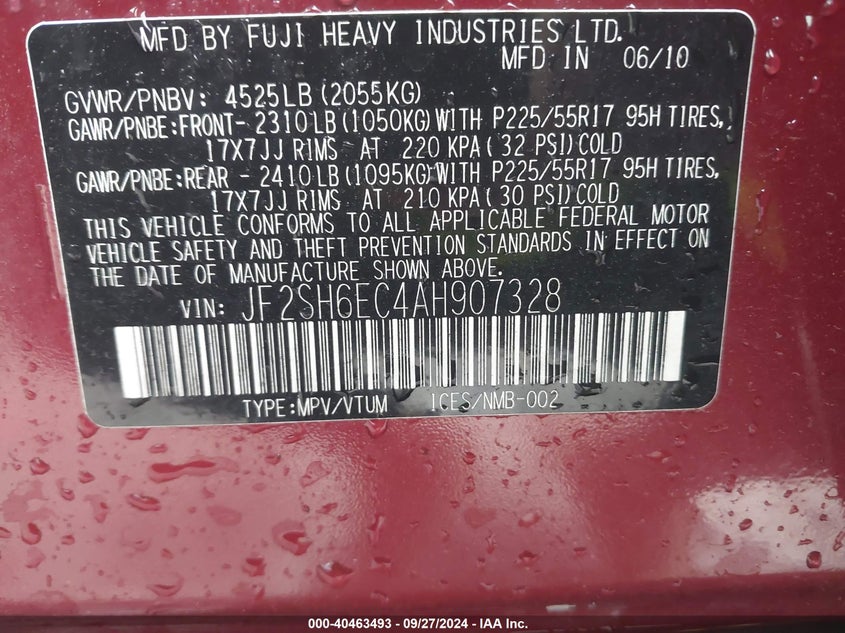 MFD BY FUJI HEAVY INDUSTRIES LTD.
MFD IN 06/10
GVWR/PNBV: 4525LB(2055KG)
GAWR/PNBE:FRONT-2310LB(1050KG)WITH P225/55R17 95H TIRES,
17X7JJ RIMS AT 220 KPA(32 PSI)COLD
GAWR/PNBE:REAR -2410LB(1095KG)WITH P225/55R17 95H TIRES,
17X7JJ RIMS AT 210 KPA(30 PSI)COLD
THIS VEHICLE CONFORMS TO ALL APPLICABLE FEDERAL MOTOR
VEHICLE SAFETY AND THEFT PREVENTION STANDARDS IN EFFECT ON
THE DATE OF MANUFACTURE SHOWN ABOVE.
VIN: JF2SH6EC4AH907328
TYPE:MPV/VTUM ICES/NMB-002
000-40463493 - 09/27/2024 - IAA Inc.